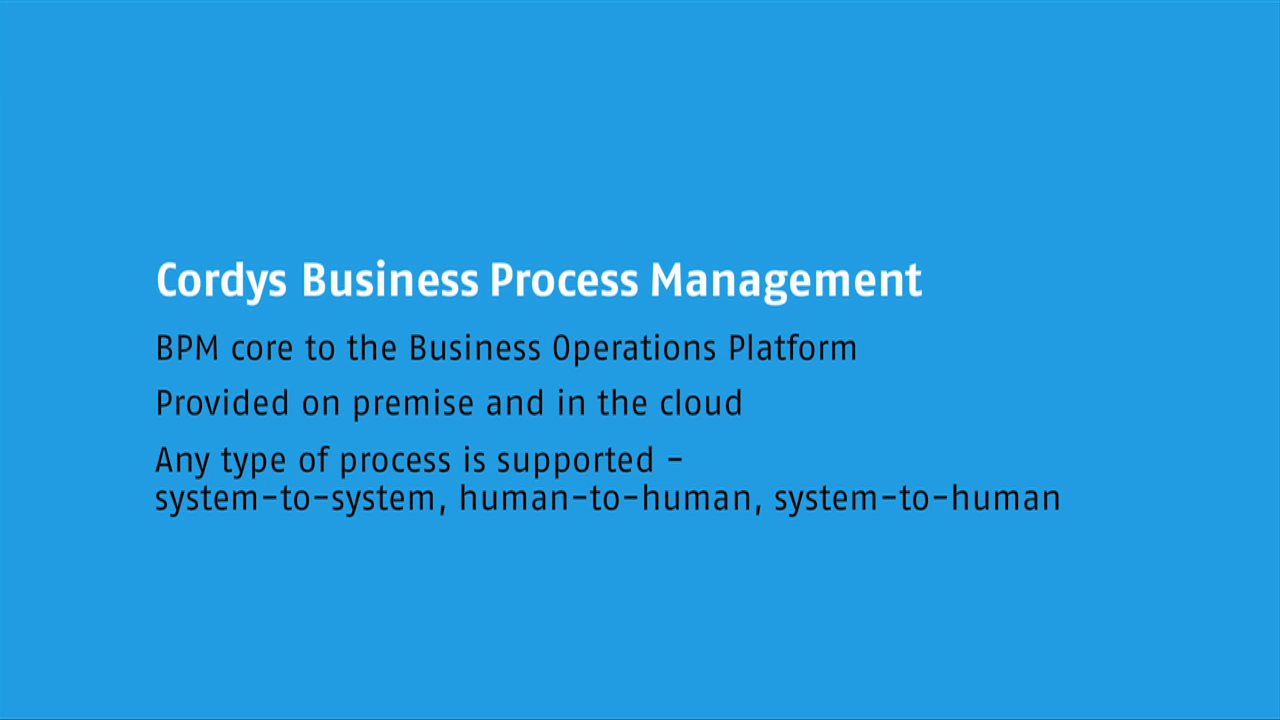 Cordys Business Process Management
BPM core to the Business Operations Platform
Provided on premise and in the cloud
Any type of process is supported -
system-to-system, human-to-human, system-to-human